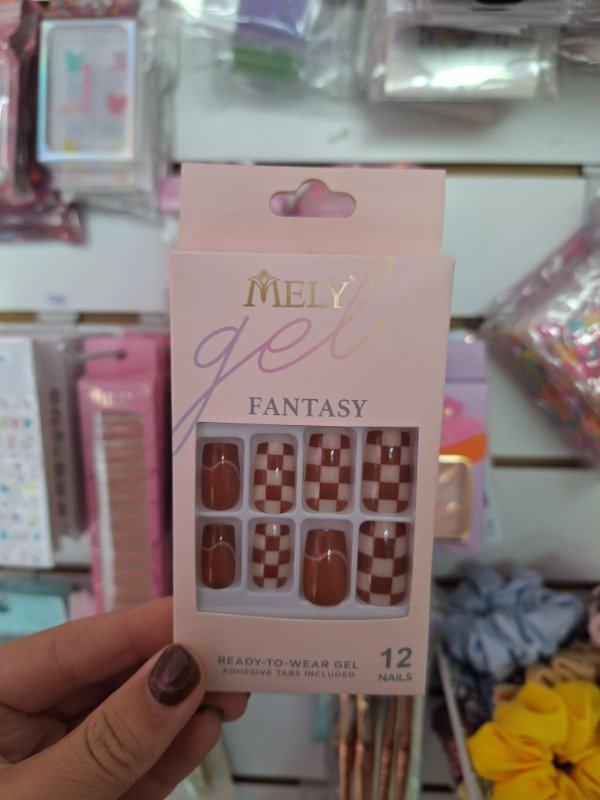 MELY®
gel
FANTASY
READY-TO-WEAR GEL
ADHESIVE TABS INCLUDED
12
NAILS